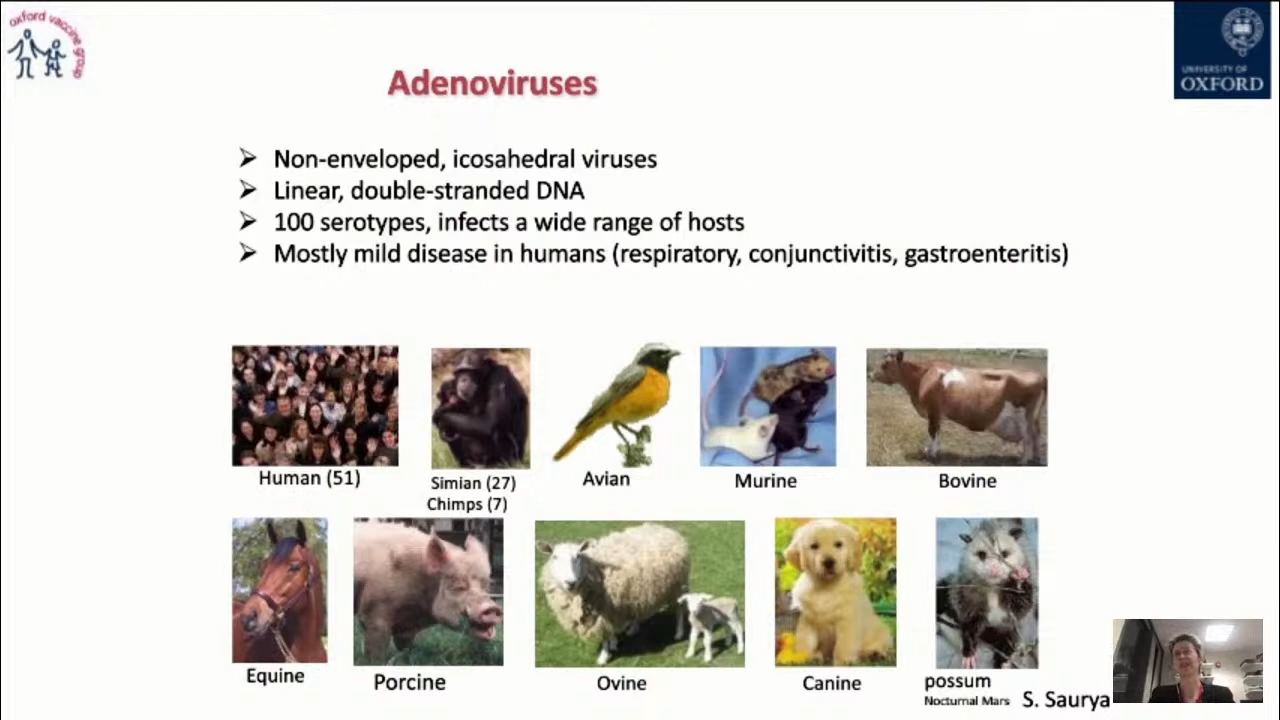 oxford vaccine group
UNIVERSITY OF
OXFORD
Adenoviruses
Non-enveloped, icosahedral viruses
Linear, double-stranded DNA
100 serotypes, infects a wide range of hosts
Mostly mild disease in humans (respiratory, conjunctivitis, gastroenteritis)
Human (51)
Simian (27)
Chimps (7)
Avian
Murine
Bovine
Equine
Porcine
Ovine
Canine
possum
Nocturnal Mars
S. Saurya